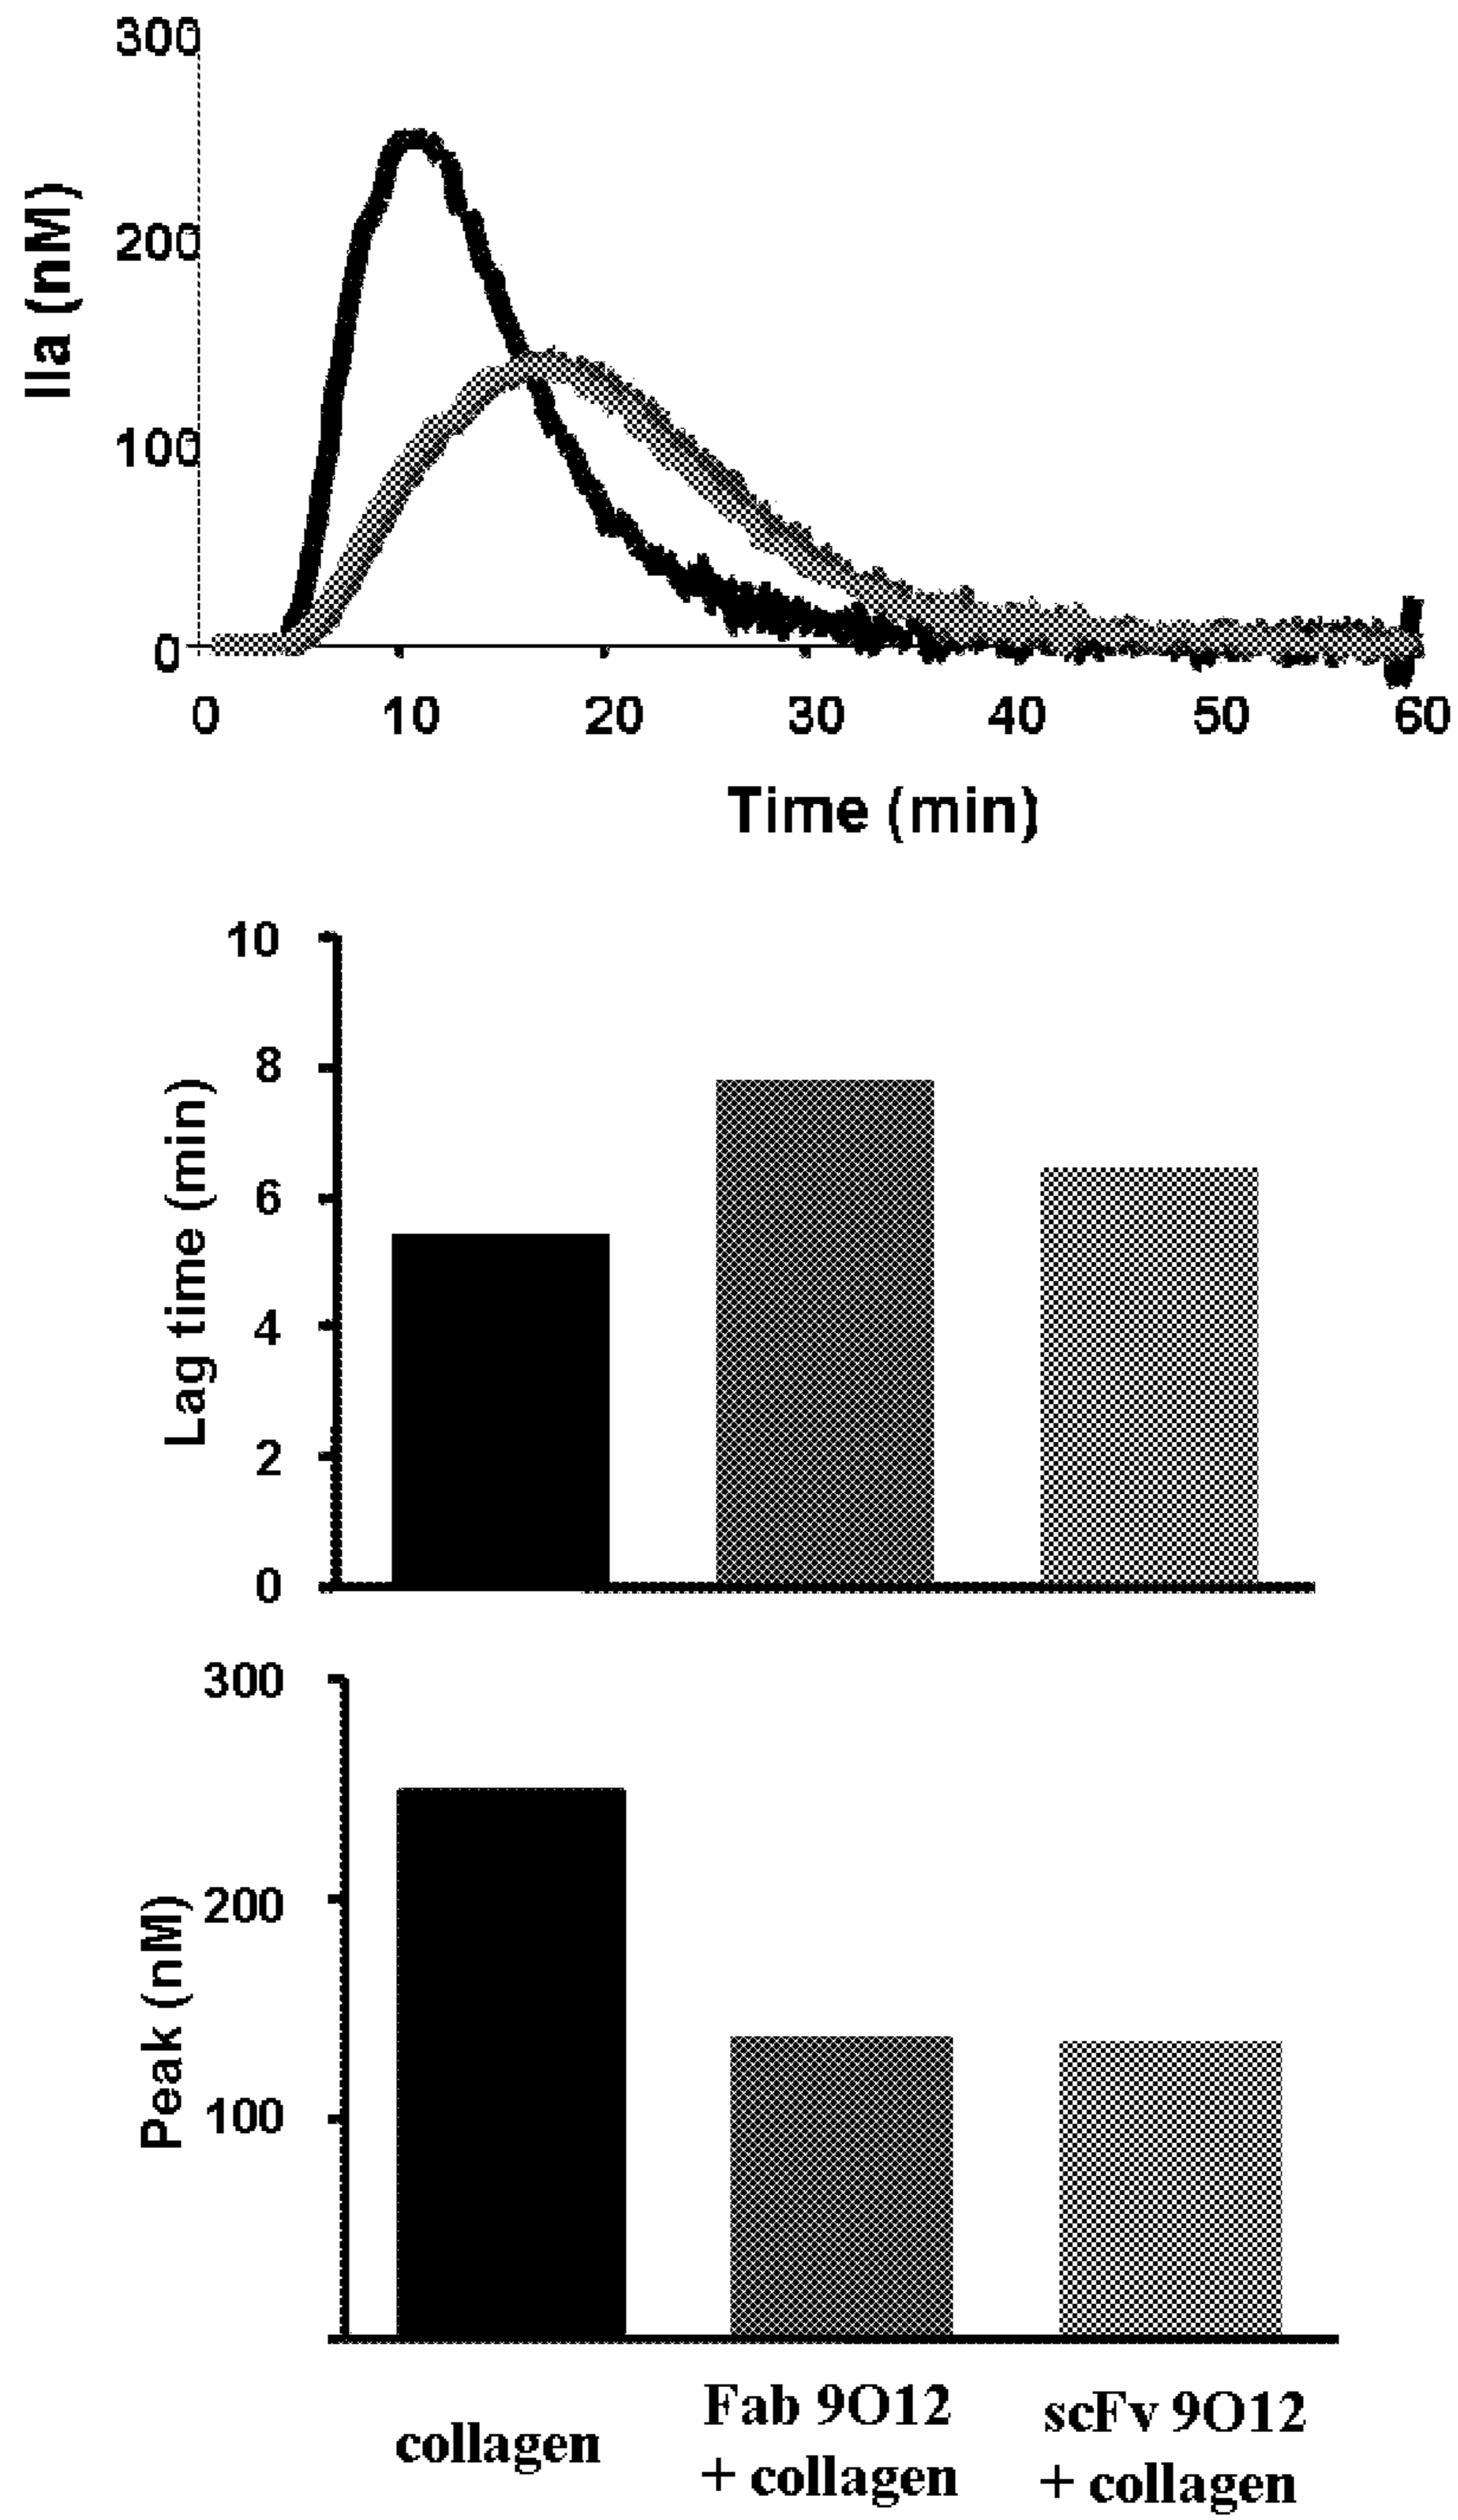 300
200
100
0
IIa (nM)
0 10 20 30 40 50 60
Time (min)
10
8
6
4
2
0
Lag time (min)
300
200
100
Peak (nM)
collagen
Fab 9O12
+ collagen
scFv 9O12
+ collagen